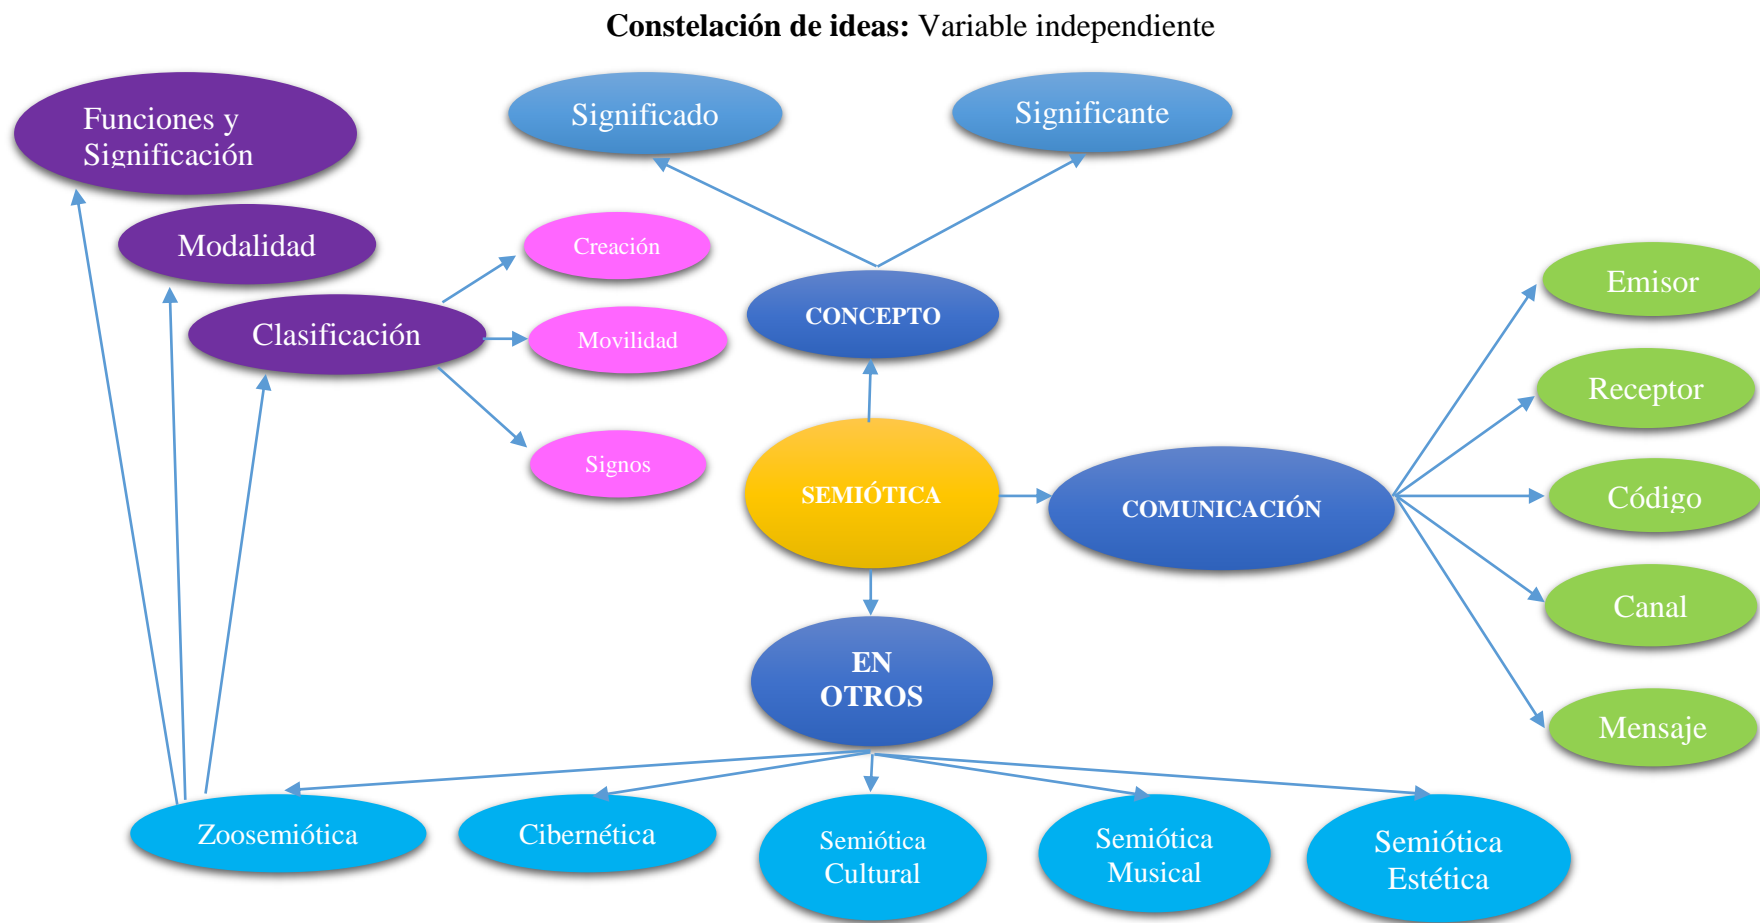 Constelación de ideas: Variable independiente
Funciones y
Significación
Significado
Significante
Modalidad
Creación
Clasificación
Movilidad
Signos
CONCEPTO
SEMIÓTICA
COMUNICACIÓN
Emisor
Receptor
Código
Canal
Mensaje
EN
OTROS
Zoosemiótica
Cibernética
Semiótica
Cultural
Semiótica
Musical
Semiótica
Estética